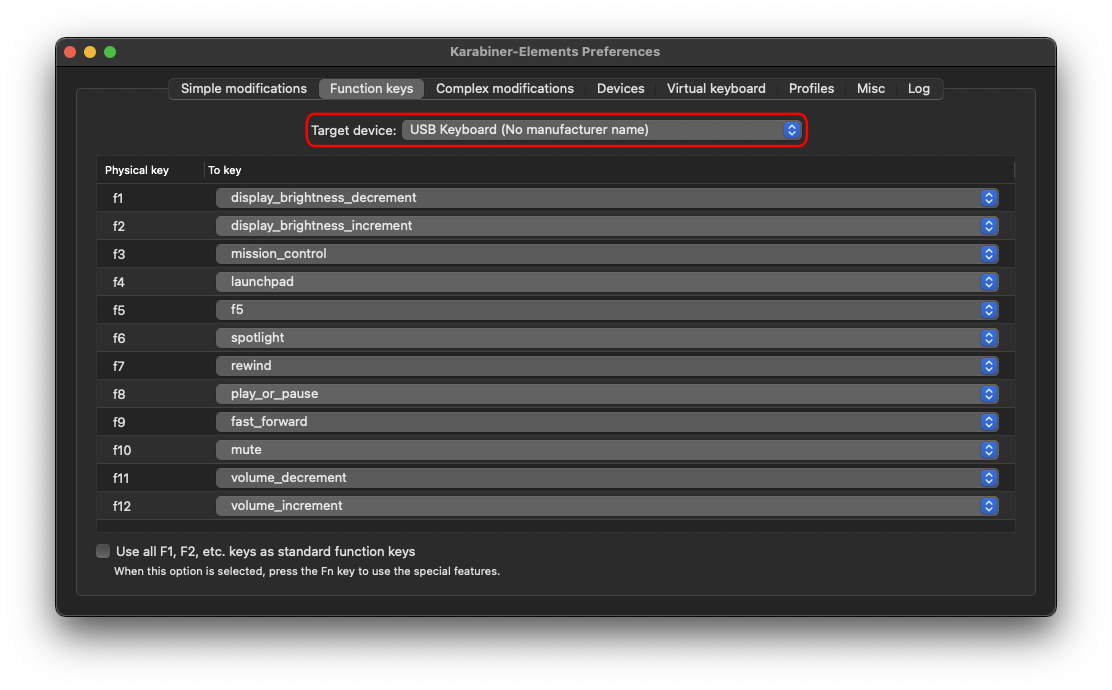 Karabiner-Elements Preferences
Simple modifications Function keys Complex modifications Devices Virtual keyboard Profiles Misc Log
Target device: USB Keyboard (No manufacturer name)
Physical key To key
f1 display_brightness_decrement
f2 display_brightness_increment
f3 mission_control
f4 launchpad
f5 f5
f6 spotlight
f7 rewind
f8 play_or_pause
f9 fast_forward
f10 mute
f11 volume_decrement
f12 volume_increment
Use all F1, F2, etc. keys as standard function keys
When this option is selected, press the Fn key to use the special features.